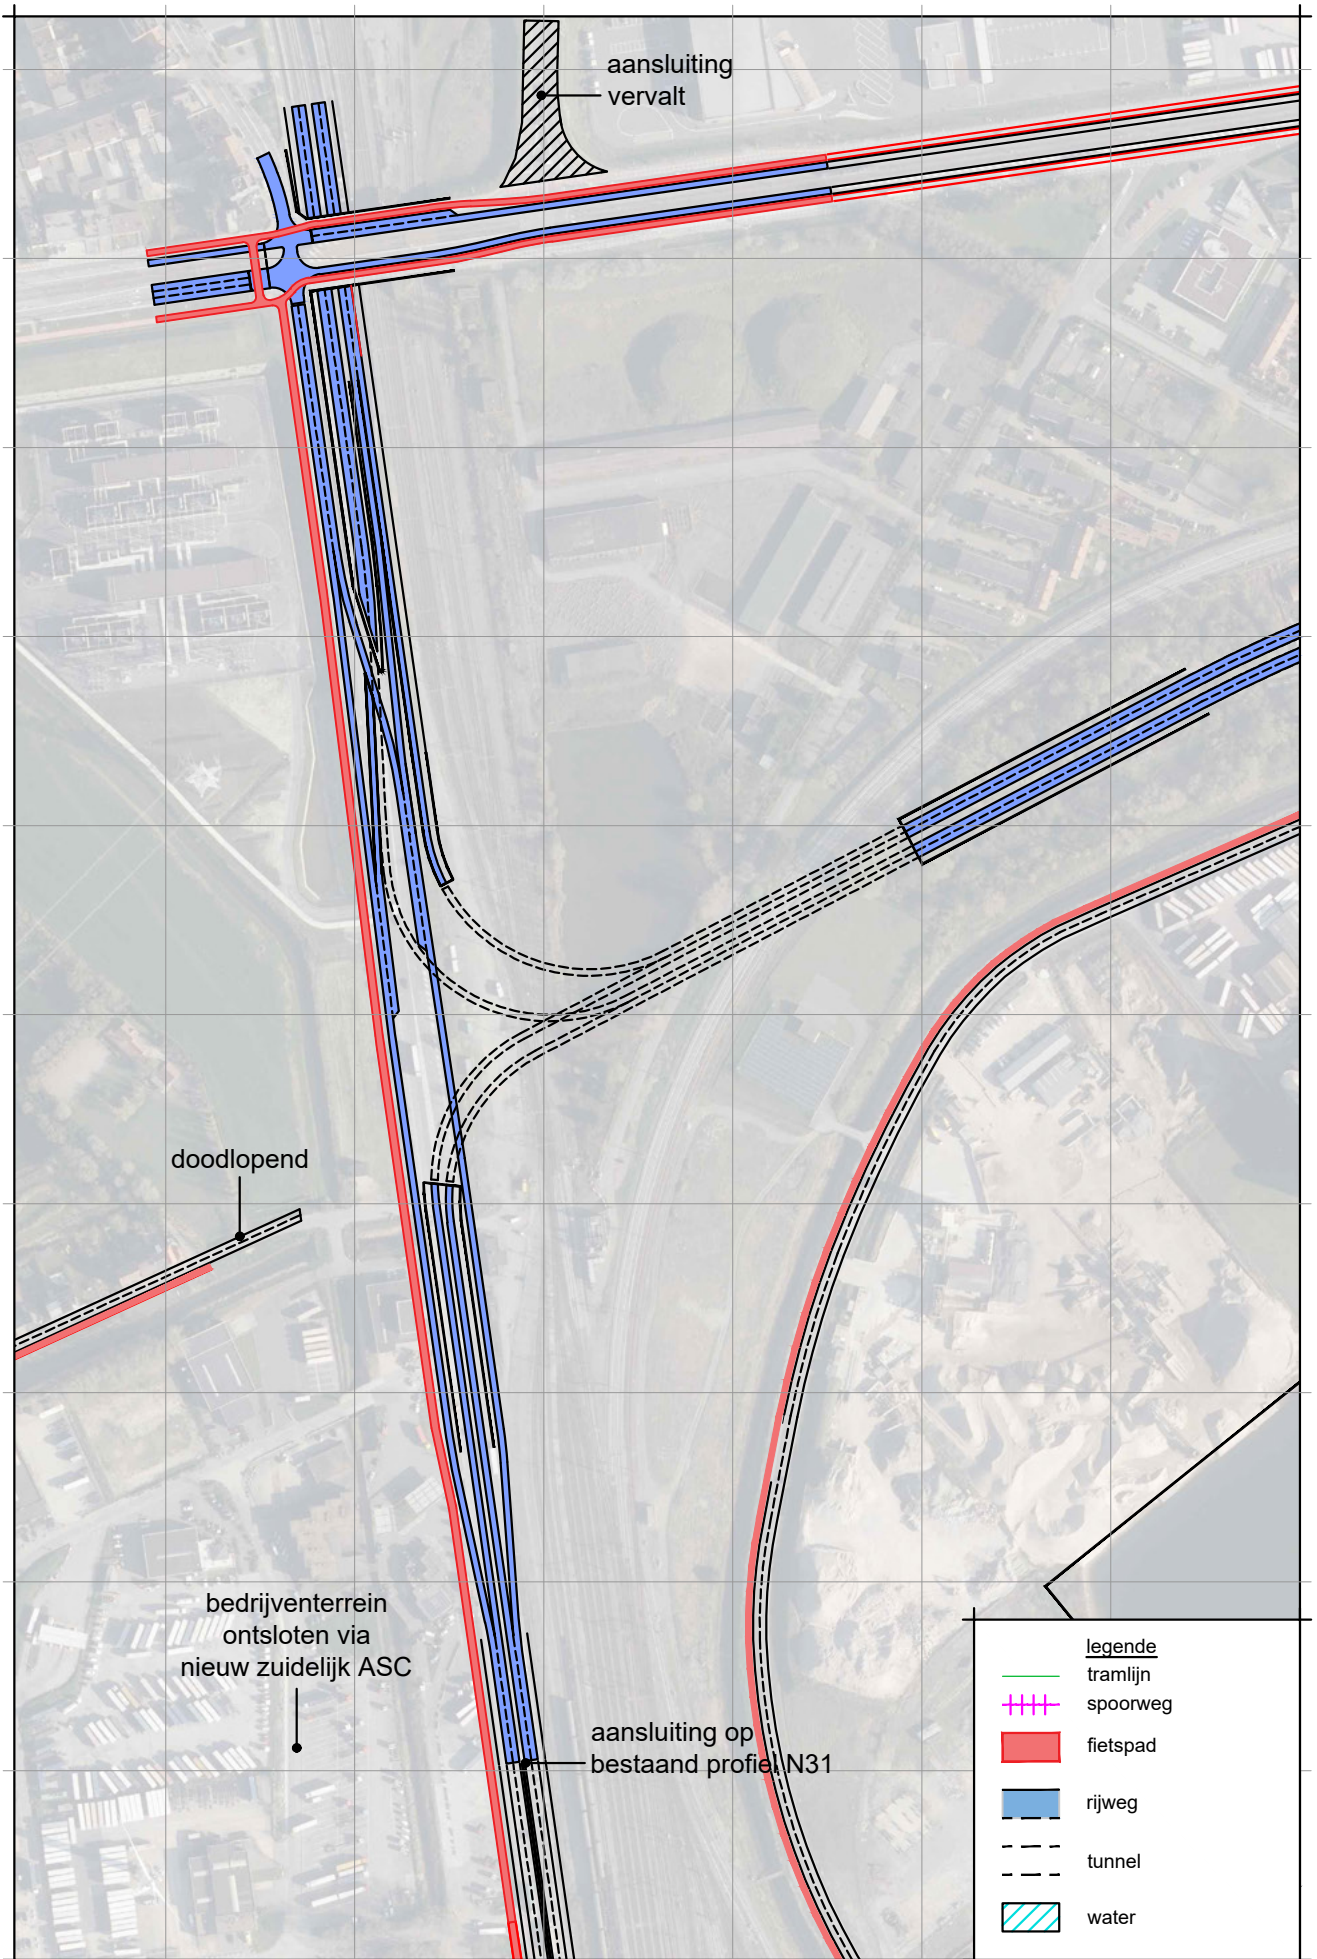 aansluiting
vervalt
doodlopend
bedrijventerrein
ontsloten via
nieuw zuidelijk ASC
aansluiting op
bestaand profiel N31
legende
tramlijn
spoorweg
fietspad
rijweg
tunnel
water